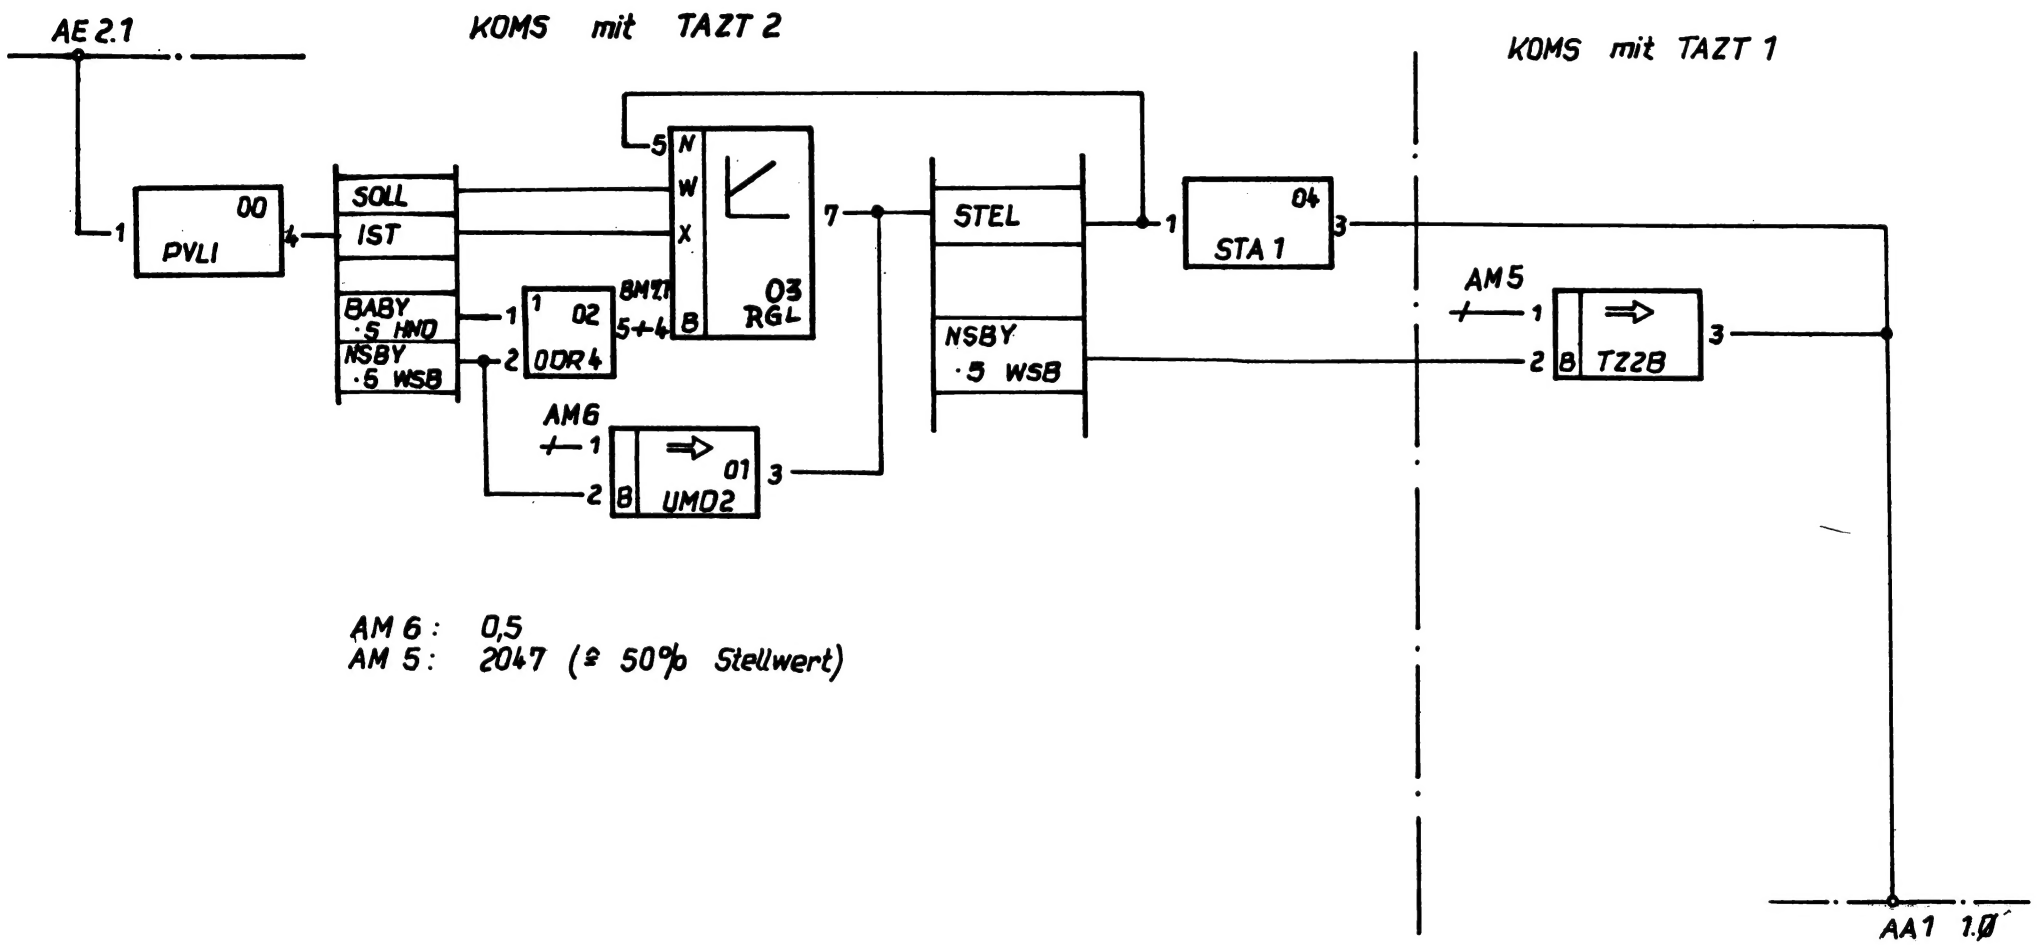 AE 2.1
KOMS mit TAZT 2
KOMS mit TAZT 1
5 N
W
X
B
03
RGL
7
1
00
PVLI
4
SOLL
IST
BABY
.5 HND
NSBY
.5 WSB
1
2
1
02
ODR4
BM7.1
5 4
STEL
NSBY
.5 WSB
1
04
STA 1
3
AM5
1
2 B
TZ2B
3
AM6
1
2 B
01
UMD2
3
AM 6 : 0,5
AM 5 : 2047 (≙ 50% Stellwert)
AA1 1.Ø